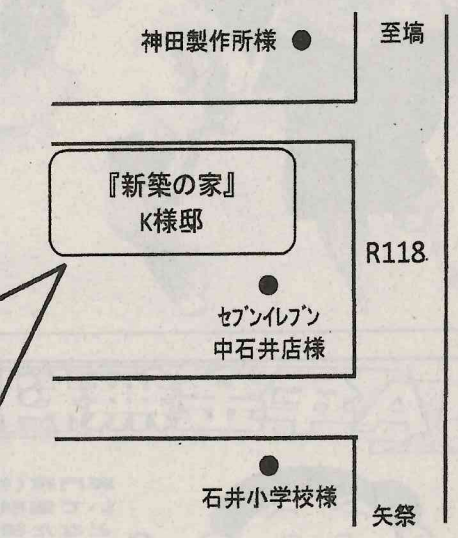 神田製作所様
至塙
『新築の家』
K様邸
R118
セブンイレブン
中石井店様
石井小学校様
矢祭